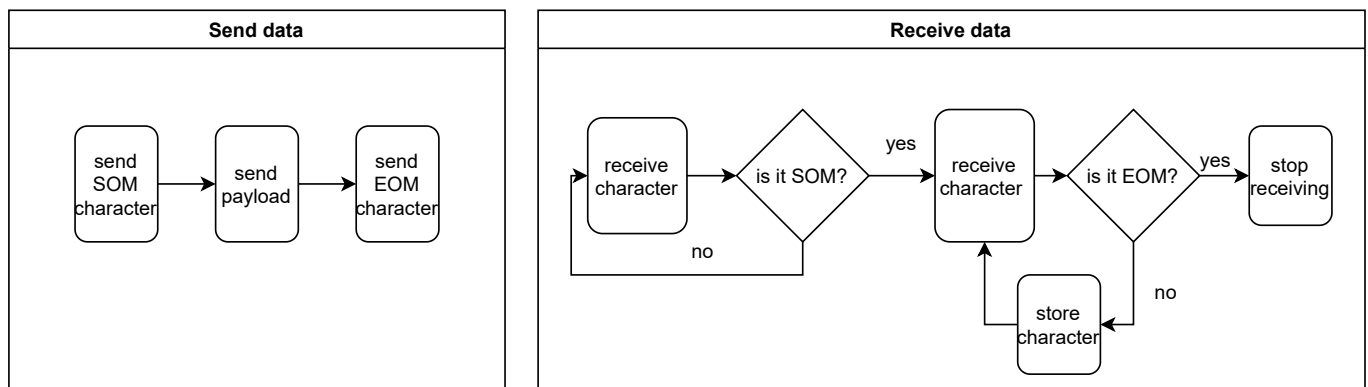 Send data
send
SOM
character
send
payload
send
EOM
character
Receive data
receive
character
is it SOM?
yes
no
receive
character
is it EOM?
yes
no
stop
receiving
store
character